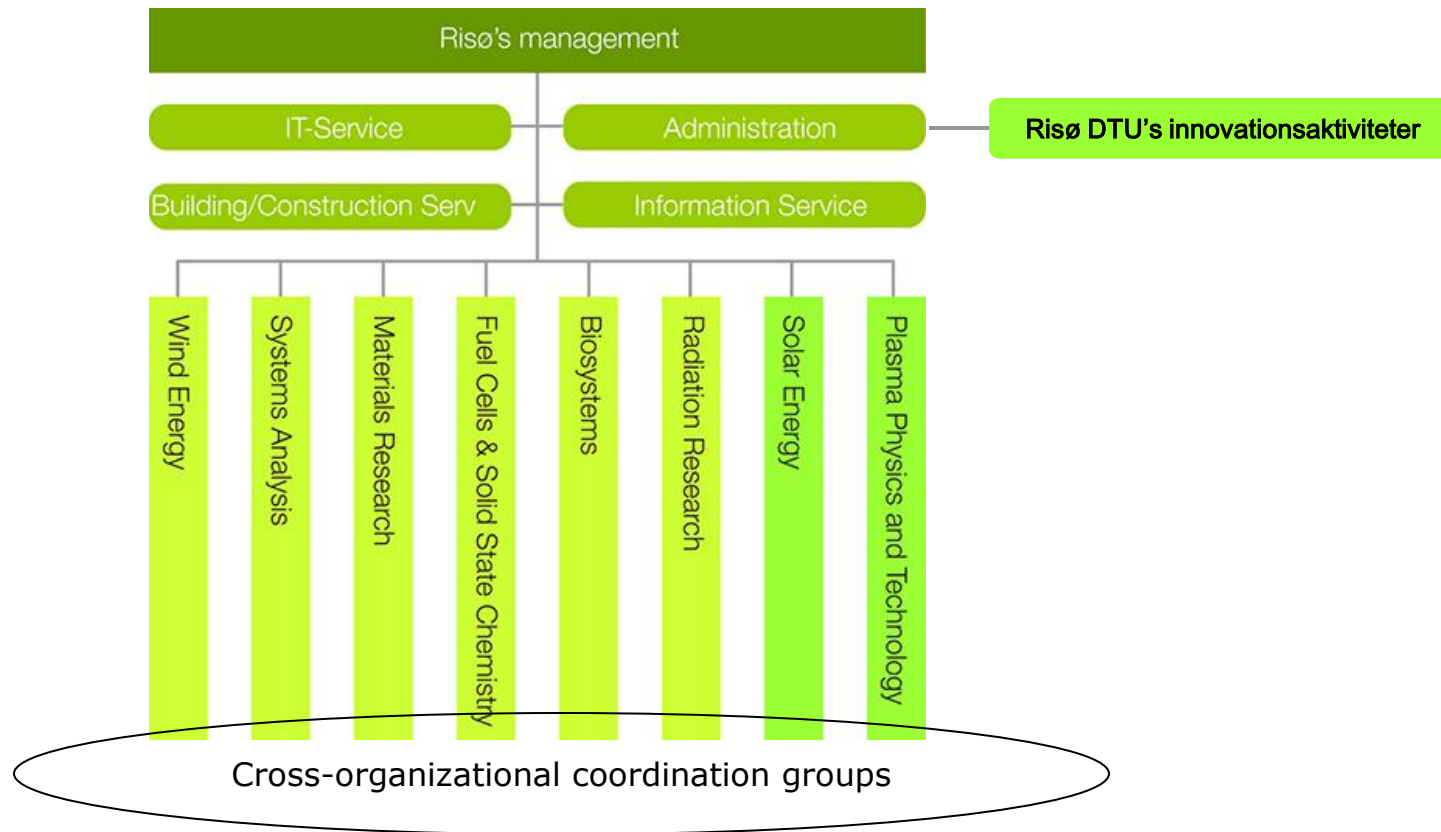 Risø's management
IT-Service
Administration
Risø DTU's innovationsaktiviteter
Building/Construction Serv
Information Service
Wind Energy
Systems Analysis
Materials Research
Fuel Cells & Solid State Chemistry
Biosystems
Radiation Research
Solar Energy
Plasma Physics and Technology
Cross-organizational coordination groups